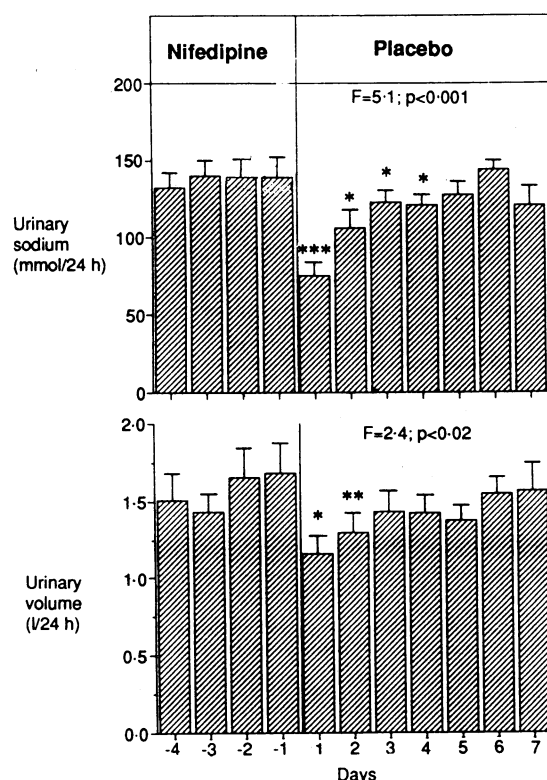 Nifedipine Placebo
200
F=5·1; p<0·001
150
* * *
Urinary
sodium
(mmol/24 h)
100
***
50
0
2·0
F=2·4; p<0·02
1·5
* **
Urinary
volume
(l/24 h)
1·0
0·5
0·0
-4 -3 -2 -1 1 2 3 4 5 6 7
Days